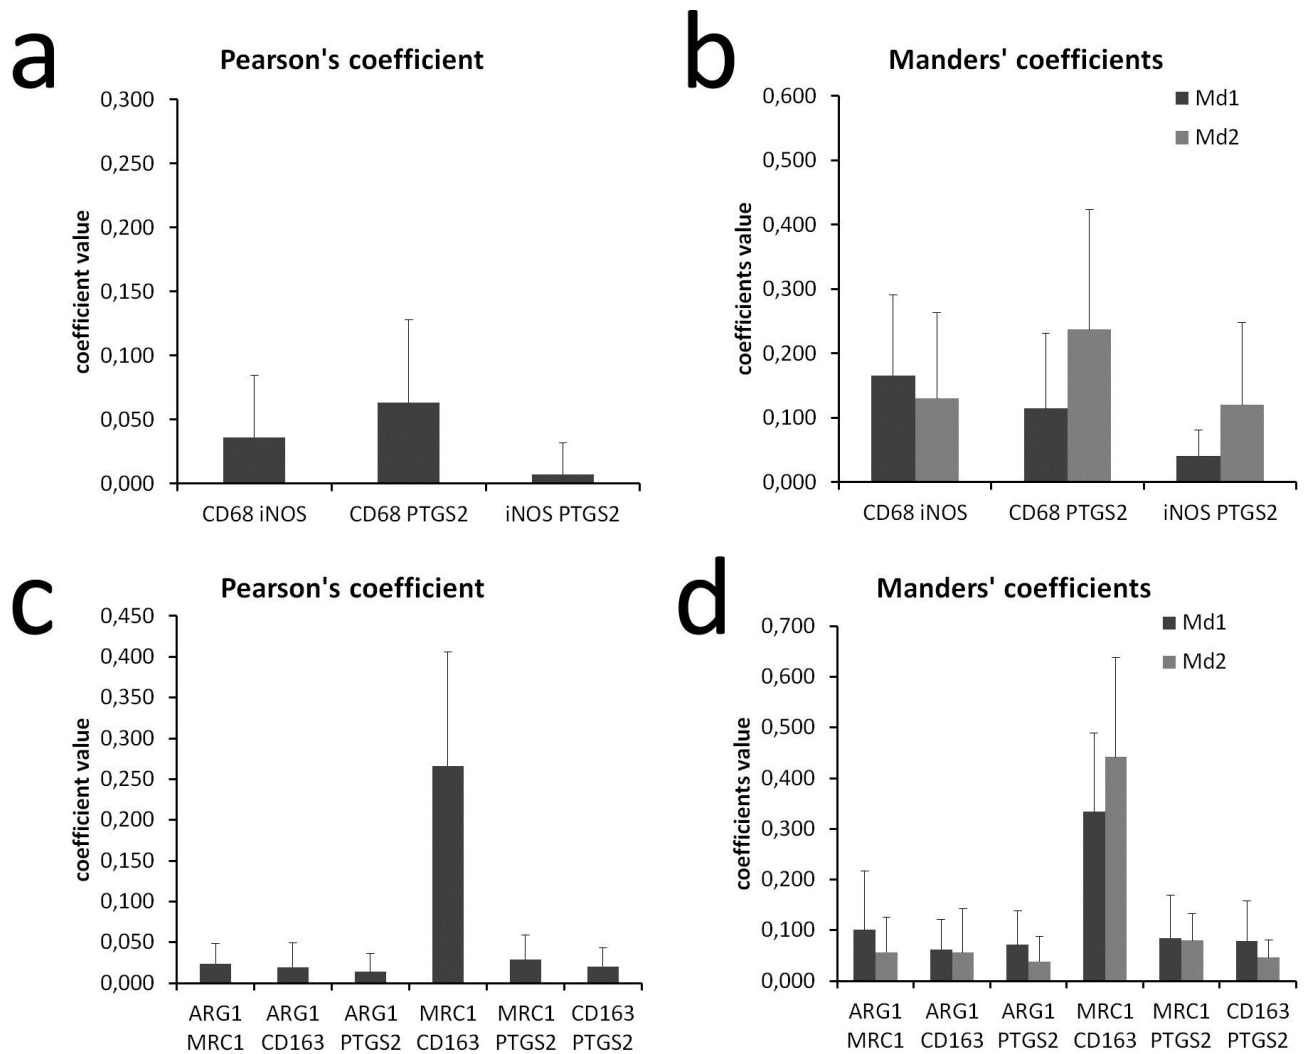 a
Pearson's coefficient
0,300
0,250
0,200
0,150
0,100
0,050
0,000
coefficient value
CD68 iNOS
CD68 PTGS2
iNOS PTGS2
b
Manders' coefficients
Md1
Md2
0,600
0,500
0,400
0,300
0,200
0,100
0,000
coefficients value
CD68 iNOS
CD68 PTGS2
iNOS PTGS2
c
Pearson's coefficient
0,450
0,400
0,350
0,300
0,250
0,200
0,150
0,100
0,050
0,000
coefficient value
ARG1
MRC1
ARG1
CD163
ARG1
PTGS2
MRC1
CD163
MRC1
PTGS2
CD163
PTGS2
d
Manders' coefficients
Md1
Md2
0,700
0,600
0,500
0,400
0,300
0,200
0,100
0,000
coefficients value
ARG1
MRC1
ARG1
CD163
ARG1
PTGS2
MRC1
CD163
MRC1
PTGS2
CD163
PTGS2